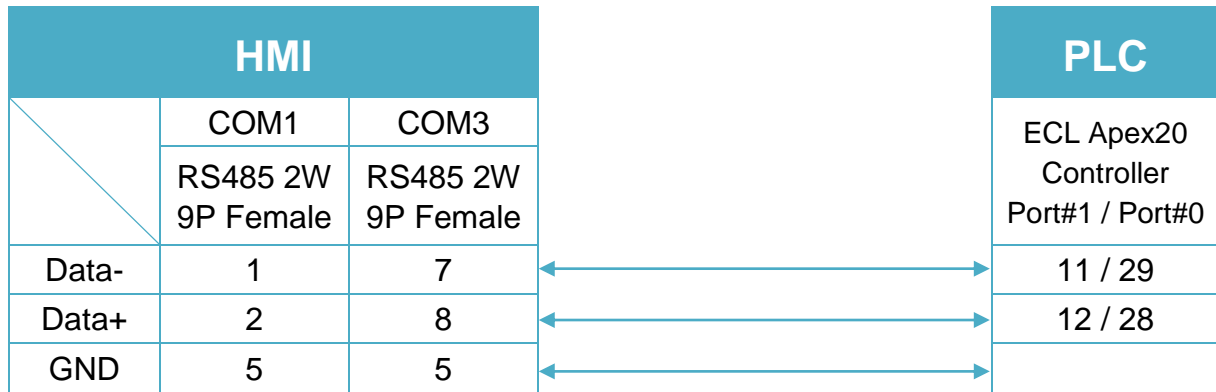 HMI
PLC
COM1 COM3
RS485 2W RS485 2W
9P Female 9P Female
ECL Apex20
Controller
Port#1 / Port#0
Data- 1 7 11 / 29
Data+ 2 8 12 / 28
GND 5 5